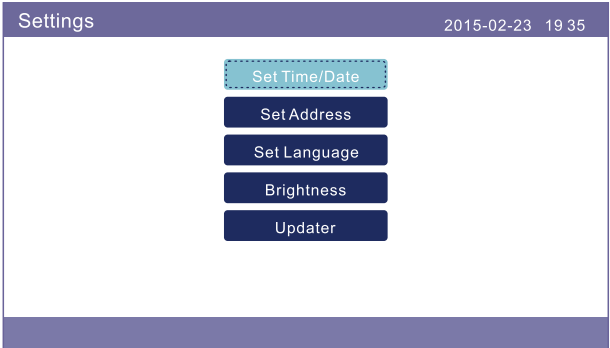 Settings
2015-02-23 19 35
Set Time/Date
Set Address
Set Language
Brightness
Updater